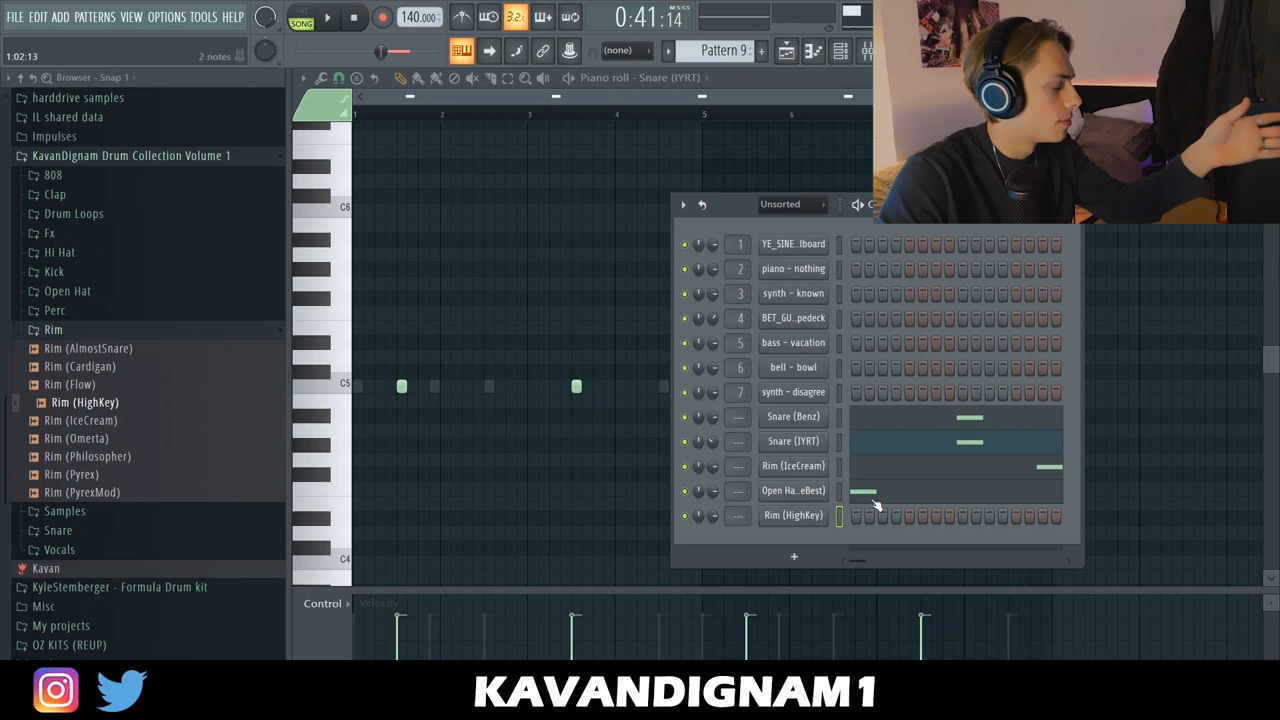 FILE EDIT ADD PATTERNS VIEW OPTIONS TOOLS HELP
PAT
SONG
140.000
3.2
0:41:14
M:S:CS
1:02:13
2 notes
(none)
Pattern 9
Browser - Snap 1
Piano roll - Snare (IYRT)
harddrive samples
IL shared data
Impulses
KavanDignam Drum Collection Volume 1
808
Clap
Drum Loops
Fx
Hi Hat
Kick
Open Hat
Perc
Rim
Rim (AlmostSnare)
Rim (Cardigan)
Rim (Flow)
Rim (HighKey)
Rim (IceCream)
Rim (Omerta)
Rim (Philosopher)
Rim (Pyrex)
Rim (PyrexMod)
Samples
Snare
Vocals
Kavan
KyleStemberger - Formula Drum kit
Misc
My projects
OZ KITS (REUP)
1 2 3 4 5 6
C6
C5
C4
Control
Velocity
Unsorted
1 YE_SINE..lboard
2 piano - nothing
3 synth - known
4 BET_GU..pedeck
5 bass - vacation
6 bell - bowl
7 synth - disagree
--- Snare (Benz)
--- Snare (IYRT)
--- Rim (IceCream)
--- Open Ha..eBest)
--- Rim (HighKey)
KAVANDIGNAM1